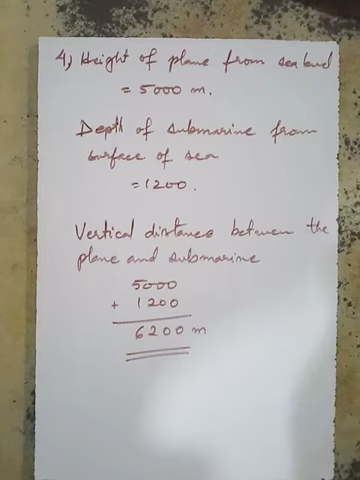 4) Height of plane from sea level
= 5000 m.
Depth of submarine from
surface of sea
= 1200.
Vertical distance between the
plane and submarine
5000
+ 1200
6200 m